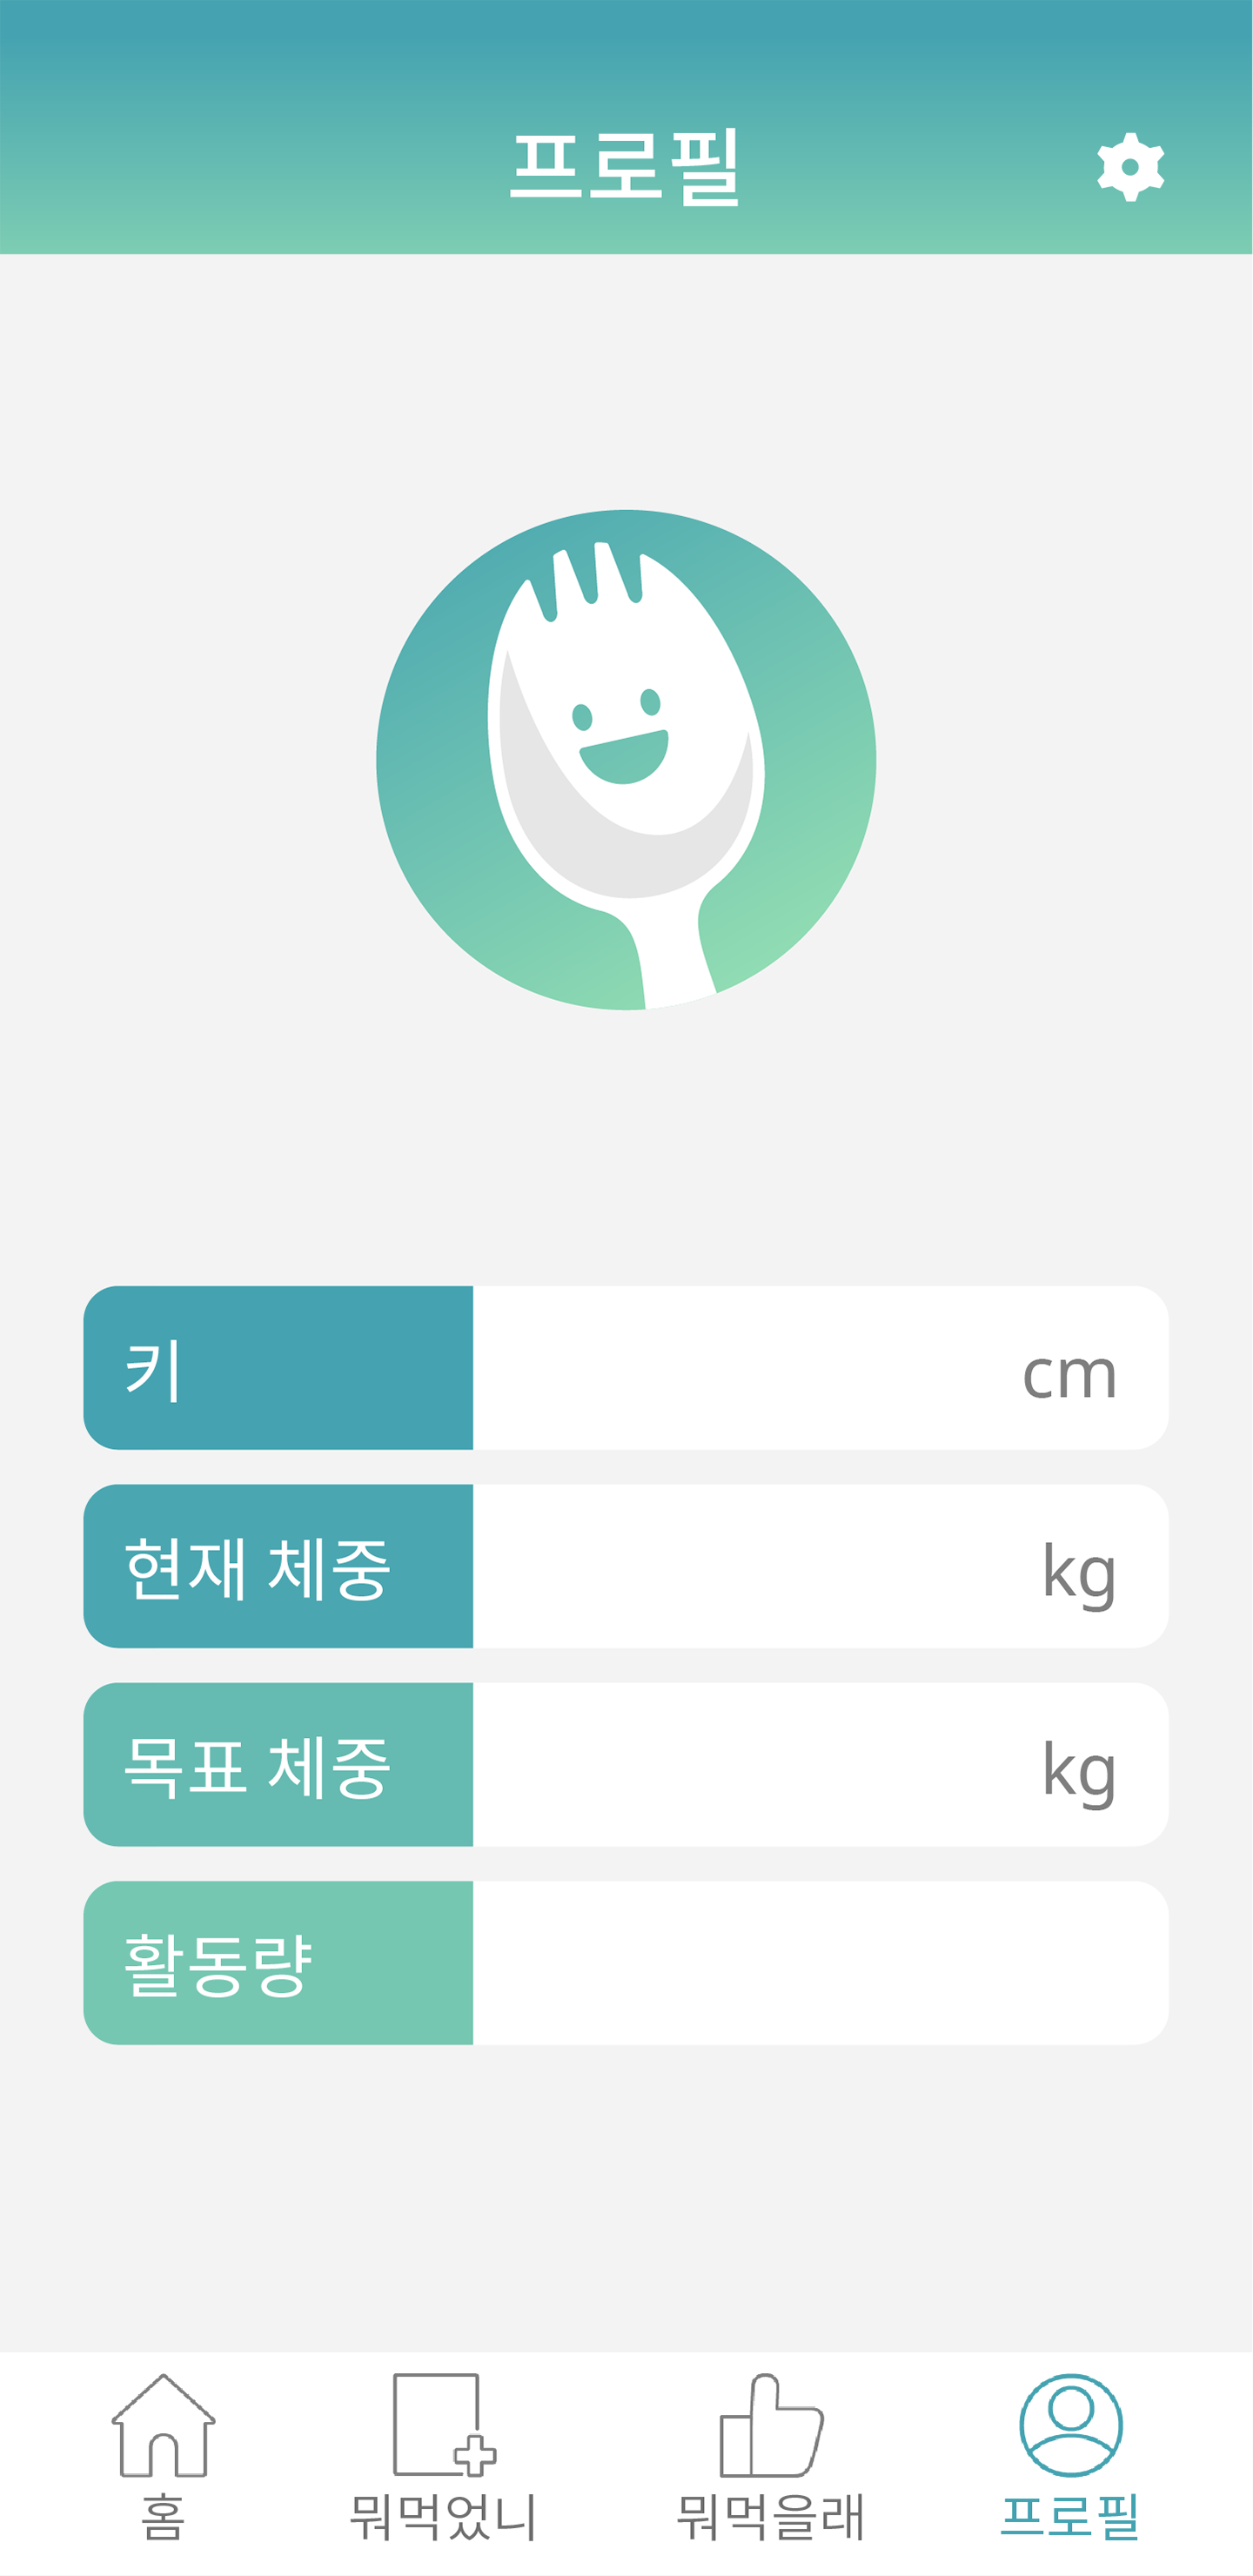 프로필
키 cm
현재 체중 kg
목표 체중 kg
활동량
홈 뭐먹었니 뭐먹을래 프로필